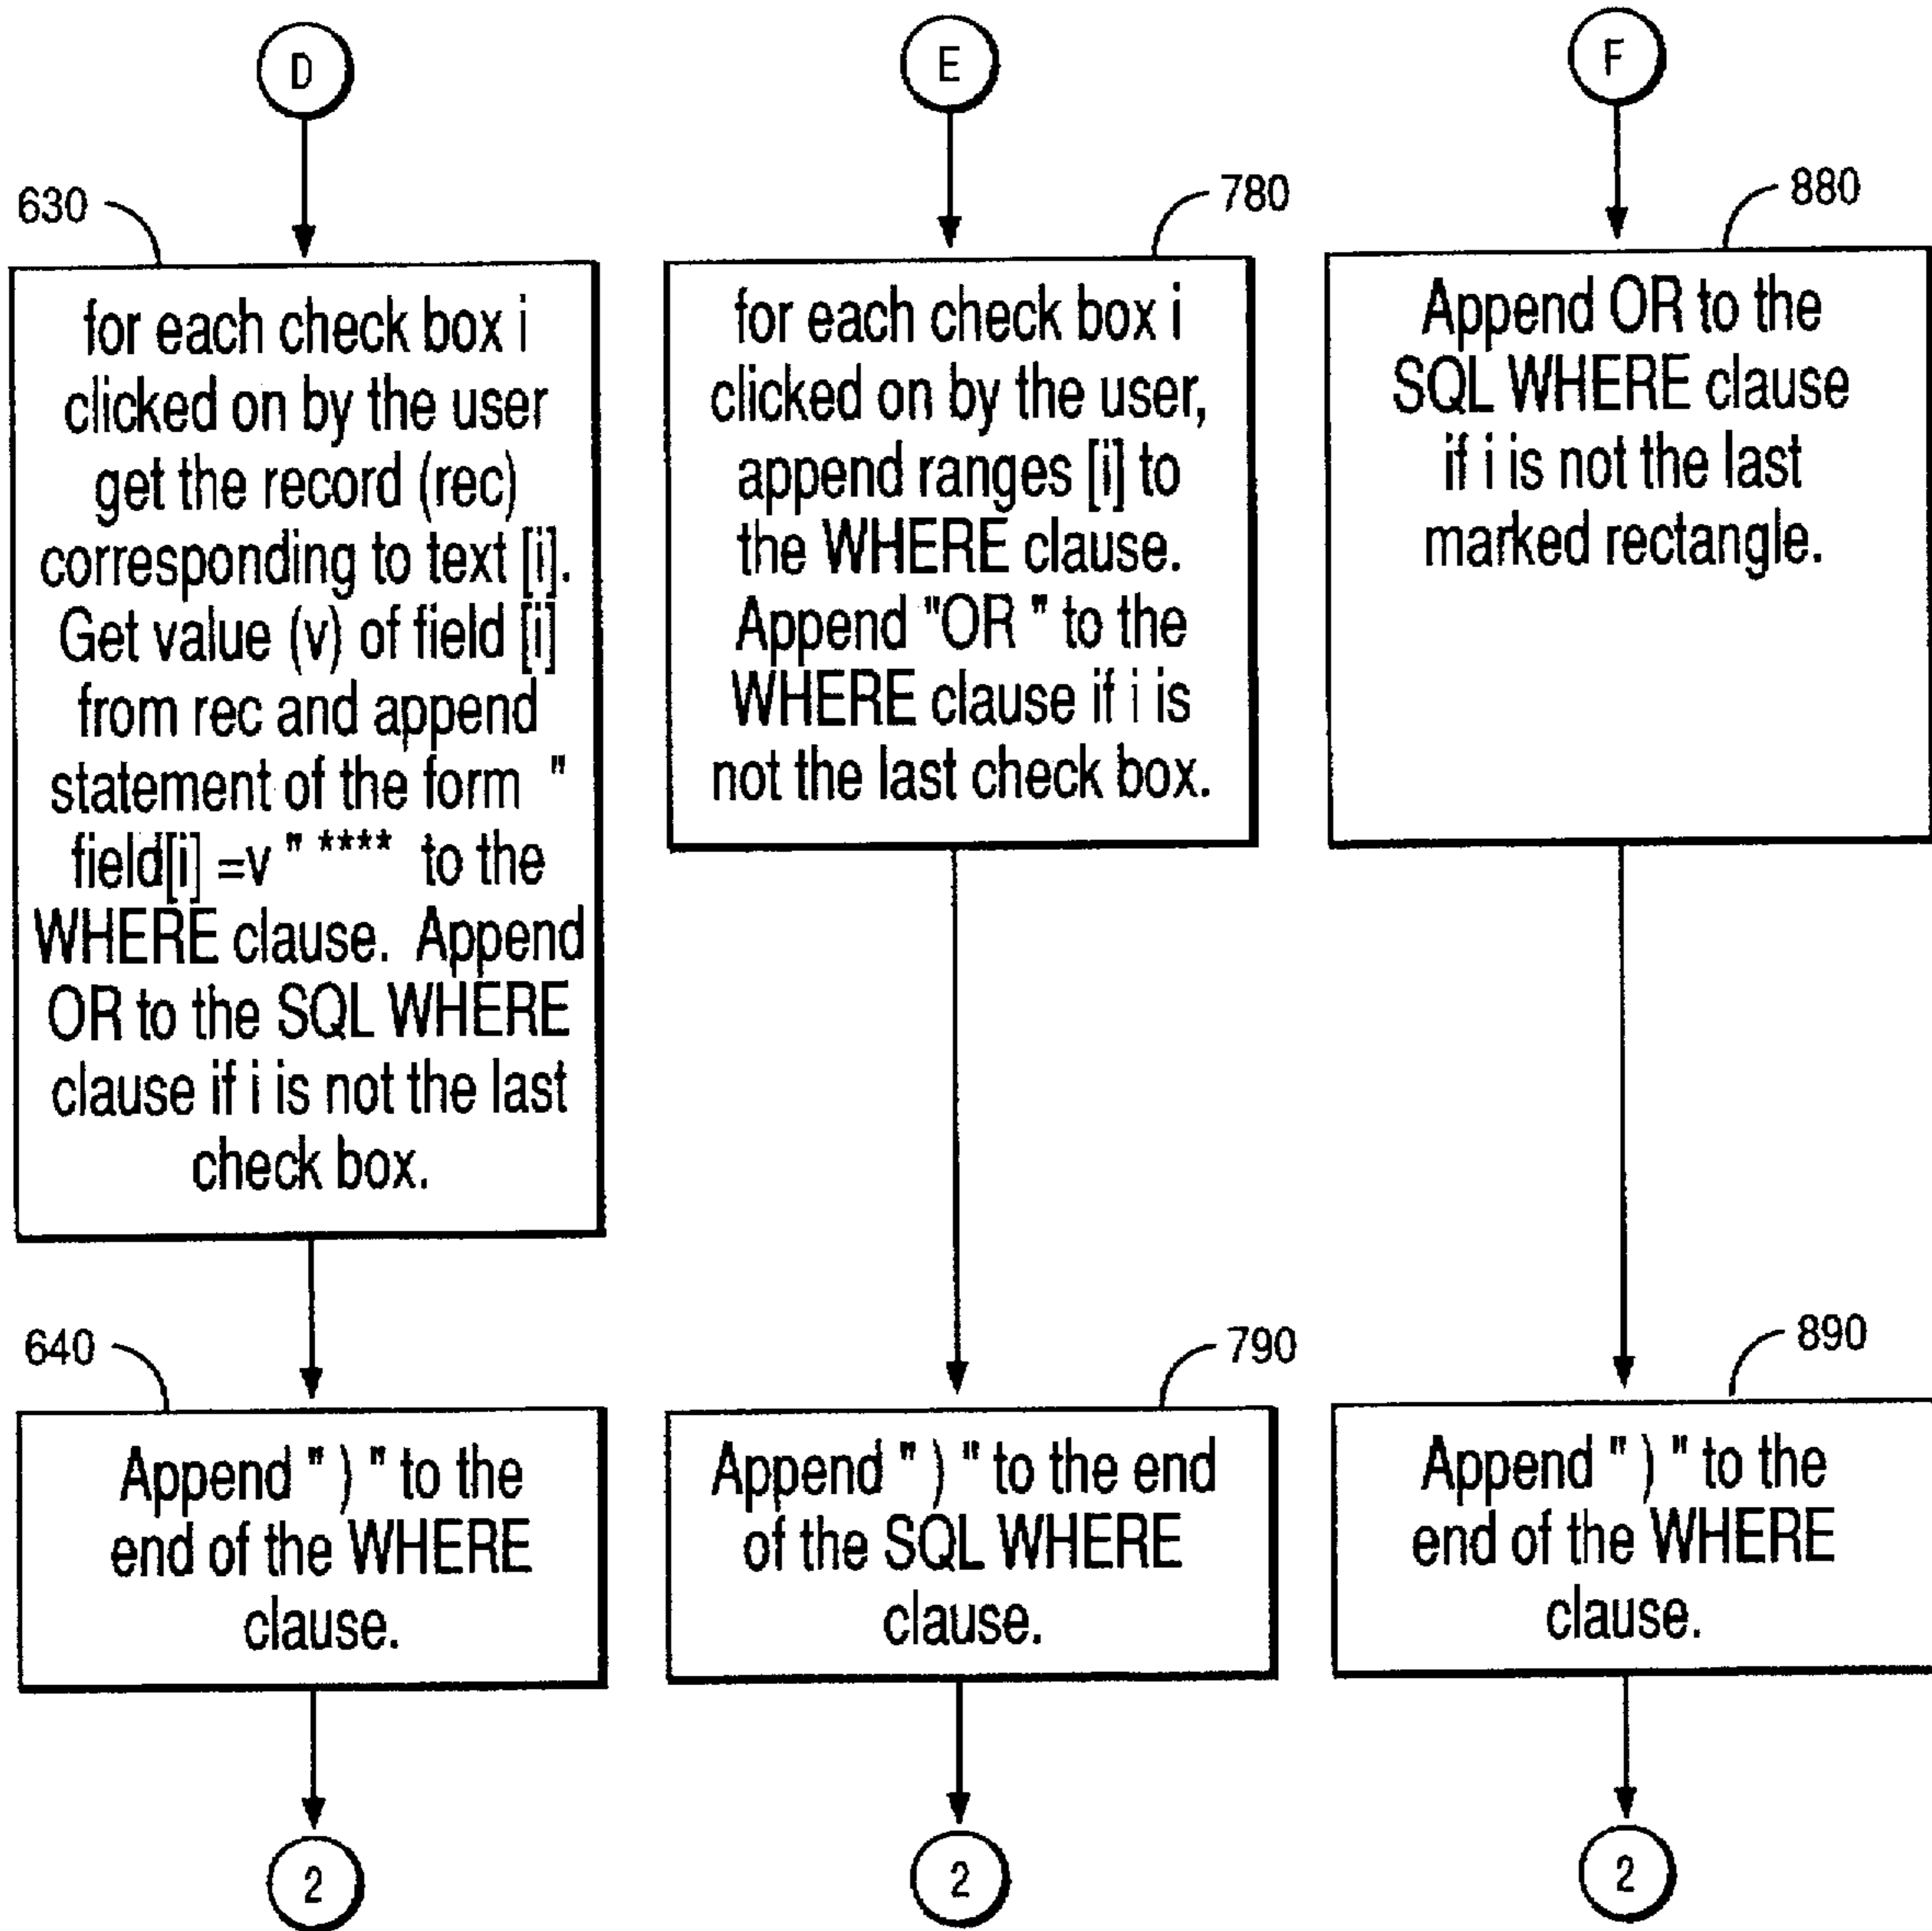 D
630
for each check box i
clicked on by the user
get the record (rec)
corresponding to text [i].
Get value (v) of field [i]
from rec and append
statement of the form "
field[i] =v " **** to the
WHERE clause. Append
OR to the SQL WHERE
clause if i is not the last
check box.
640
Append " ) " to the
end of the WHERE
clause.
2
E
780
for each check box i
clicked on by the user,
append ranges [i] to
the WHERE clause.
Append "OR " to the
WHERE clause if i is
not the last check box.
790
Append " ) " to the end
of the SQL WHERE
clause.
2
F
880
Append OR to the
SQL WHERE clause
if i is not the last
marked rectangle.
890
Append " ) " to the
end of the WHERE
clause.
2